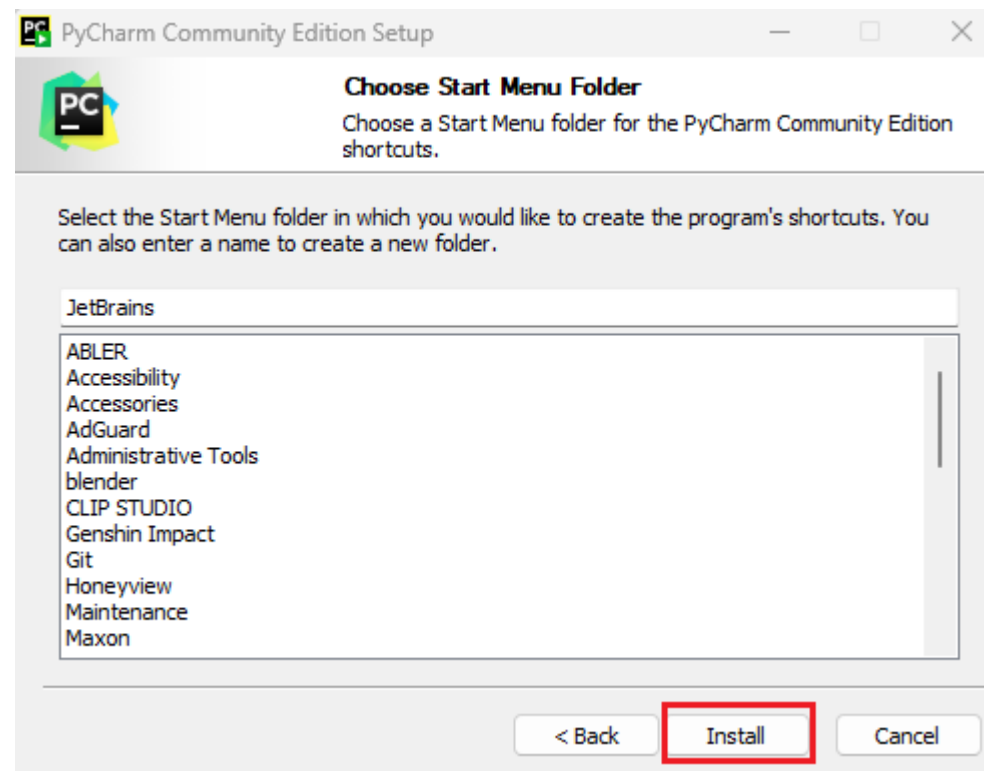 PC PyCharm Community Edition Setup
PC
Choose Start Menu Folder
Choose a Start Menu folder for the PyCharm Community Edition
shortcuts.
Select the Start Menu folder in which you would like to create the program's shortcuts. You
can also enter a name to create a new folder.
JetBrains
ABLER
Accessibility
Accessories
AdGuard
Administrative Tools
blender
CLIP STUDIO
Genshin Impact
Git
Honeyview
Maintenance
Maxon
< Back Install Cancel